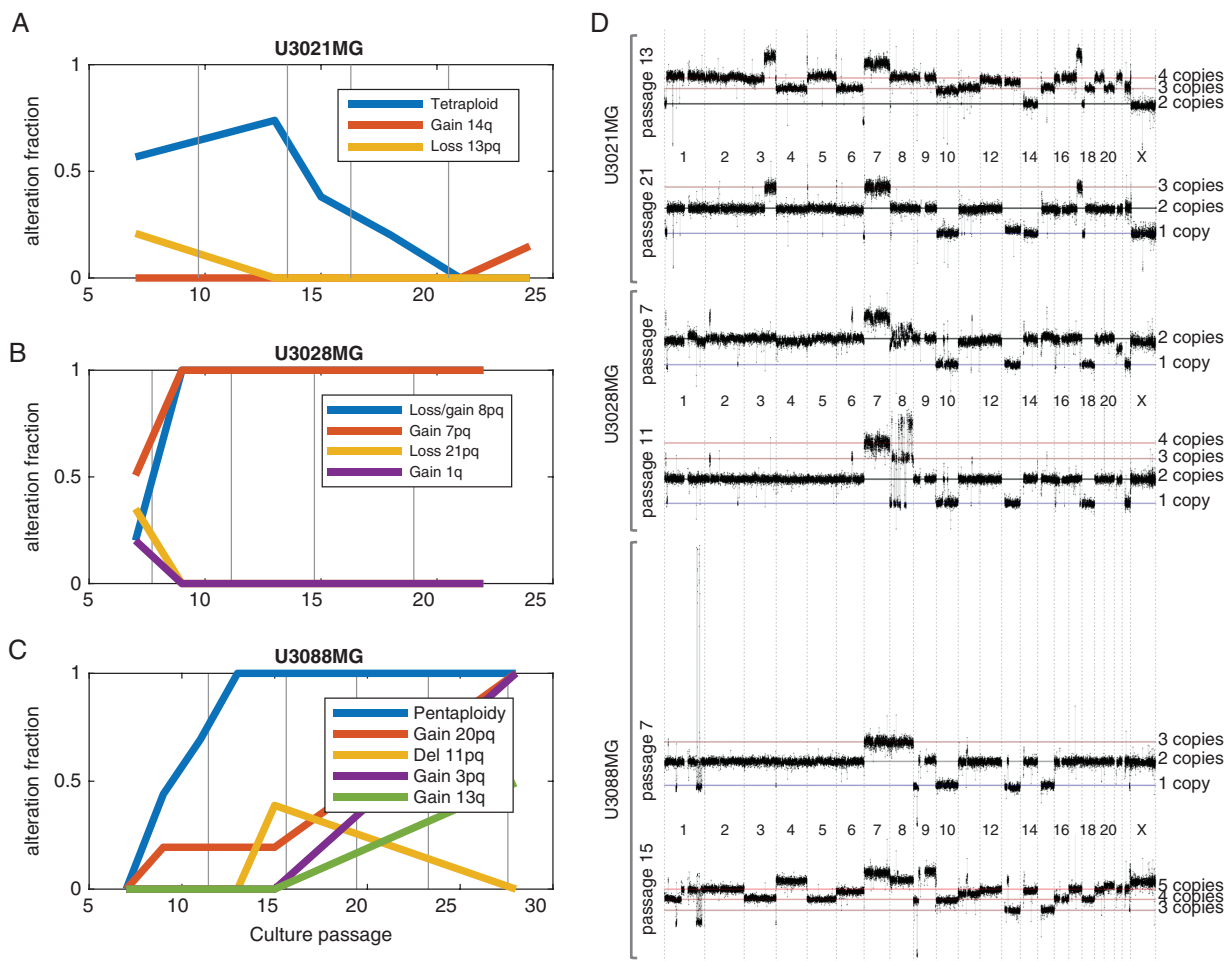 A
U3021MG
alteration fraction
1
0.5
0
5
10
15
20
25
Tetraploid
Gain 14q
Loss 13pq
B
U3028MG
alteration fraction
1
0.5
0
5
10
15
20
25
Loss/gain 8pq
Gain 7pq
Loss 21pq
Gain 1q
C
U3088MG
alteration fraction
1
0.5
0
5
10
15
20
25
30
Pentaploidy
Gain 20pq
Del 11pq
Gain 3pq
Gain 13q
Culture passage
D
U3021MG
passage 13
4 copies
3 copies
2 copies
1 2 3 4 5 6 7 8 9 10 12 14 16 18 20 X
passage 21
3 copies
2 copies
1 copy
U3028MG
passage 7
2 copies
1 copy
1 2 3 4 5 6 7 8 9 10 12 14 16 18 20 X
passage 11
4 copies
3 copies
2 copies
1 copy
U3088MG
passage 7
3 copies
2 copies
1 copy
1 2 3 4 5 6 7 8 9 10 12 14 16 18 20 X
passage 15
5 copies
4 copies
3 copies